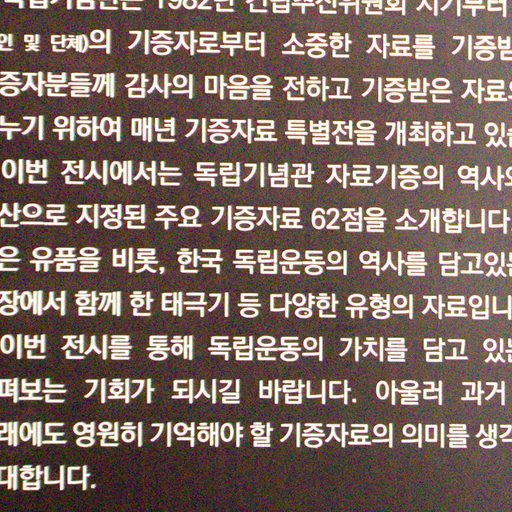 독립기념관은 1982년 건립추진위원회 시기부터
인 및 단체)의 기증자로부터 소중한 자료를 기증받
증자분들께 감사의 마음을 전하고 기증받은 자료의
누기 위하여 매년 기증자료 특별전을 개최하고 있습
이번 전시에서는 독립기념관 자료기증의 역사와
산으로 지정된 주요 기증자료 62점을 소개합니다.
은 유품을 비롯, 한국 독립운동의 역사를 담고있는
장에서 함께 한 태극기 등 다양한 유형의 자료입니
이번 전시를 통해 독립운동의 가치를 담고 있는
펴보는 기회가 되시길 바랍니다. 아울러 과거
래에도 영원히 기억해야 할 기증자료의 의미를 생각
대합니다.